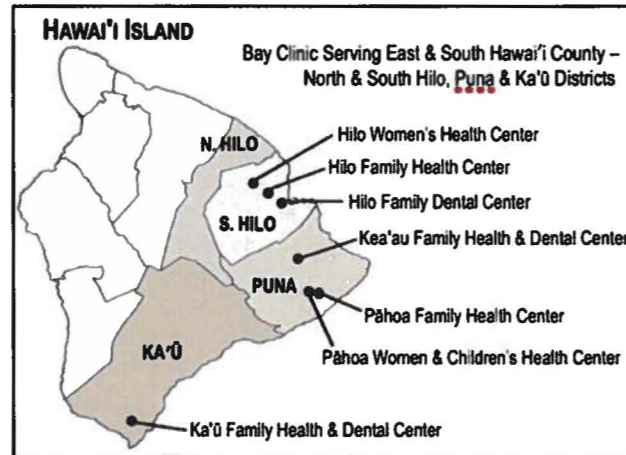 HAWAI'I ISLAND
Bay Clinic Serving East & South Hawai'i County –
North & South Hilo, Puna & Ka'ū Districts
N. HILO
Hilo Women's Health Center
Hilo Family Health Center
Hilo Family Dental Center
S. HILO
Kea'au Family Health & Dental Center
PUNA
Pāhoa Family Health Center
Pāhoa Women & Children's Health Center
KA'Ū
Ka'ū Family Health & Dental Center